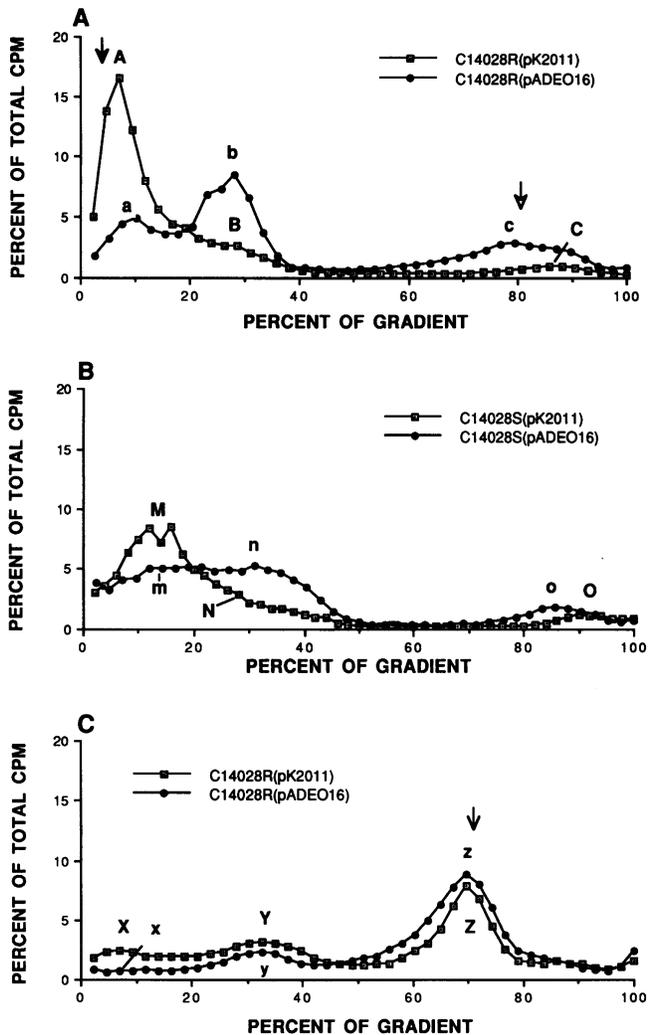 A
20
15
10
5
0
PERCENT OF TOTAL CPM
C14028R(pK2011)
C14028R(pADEO16)
A
a
b
B
c
C
0 20 40 60 80 100
PERCENT OF GRADIENT
B
20
15
10
5
0
PERCENT OF TOTAL CPM
C14028S(pK2011)
C14028S(pADEO16)
M
m
n
N
o
O
0 20 40 60 80 100
PERCENT OF GRADIENT
C
20
15
10
5
0
PERCENT OF TOTAL CPM
C14028R(pK2011)
C14028R(pADEO16)
X
x
Y
y
z
Z
0 20 40 60 80 100
PERCENT OF GRADIENT